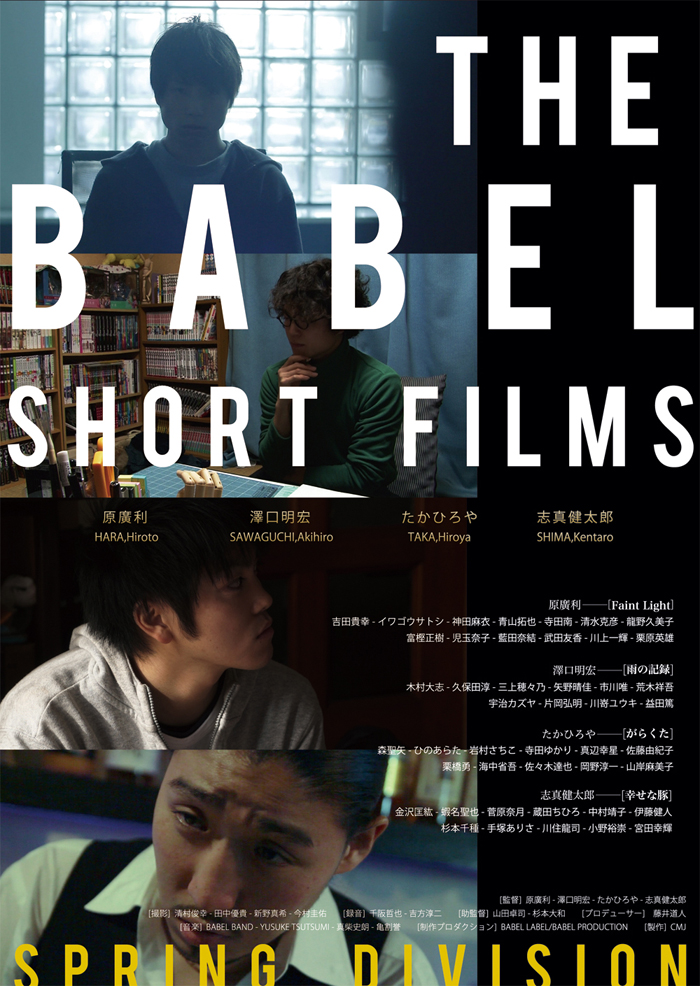 THE
BABEL
SHORT FILMS
原廣利 澤口明宏 たかひろや 志真健太郎
HARA,Hiroto SAWAGUCHI,Akihiro TAKA,Hiroya SHIMA,Kentaro
原廣利——[Faint Light]
吉田貴幸 - イワゴウサトシ - 神田麻衣 - 青山拓也 - 寺田南 - 清水克彦 - 龍野久美子
富樫正樹 - 児玉奈子 - 藍田奈結 - 武田友香 - 川上一輝 - 栗原英雄
澤口明宏——[雨の記録]
木村大志 - 久保田淳 - 三上穂々乃 - 矢野晴佳 - 市川唯 - 荒木祥吾
宇治カズヤ - 片岡弘明 - 川嵜ユウキ - 益田篤
たかひろや——[がらくた]
森聖矢 - ひのあらた - 岩村さちこ - 寺田ゆかり - 真辺幸星 - 佐藤由紀子
栗橋勇 - 海中省吾 - 佐々木達也 - 岡野淳一 - 山岸麻美子
志真健太郎——[幸せな豚]
金沢匡紘 - 蝦名聖也 - 菅原奈月 - 蔵田ちひろ - 中村靖子 - 伊藤健人
杉本千種 - 手塚ありさ - 川住龍司 - 小野裕崇 - 宮田幸輝
[監督] 原廣利 - 澤口明宏 - たかひろや - 志真健太郎
[撮影] 清村俊幸 - 田中優貴 - 新野真希 - 今村圭佑 [録音] 千阪哲也 - 吉方淳二 [助監督] 山田卓司 - 杉本大和 [プロデューサー] 藤井道人
[音楽] BABEL BAND - YUSUKE TSUTSUMI - 真柴史朗 - 亀割誉 [制作プロダクション] BABEL LABEL/BABEL PRODUCTION [製作] CMJ
SPRING DIVISION